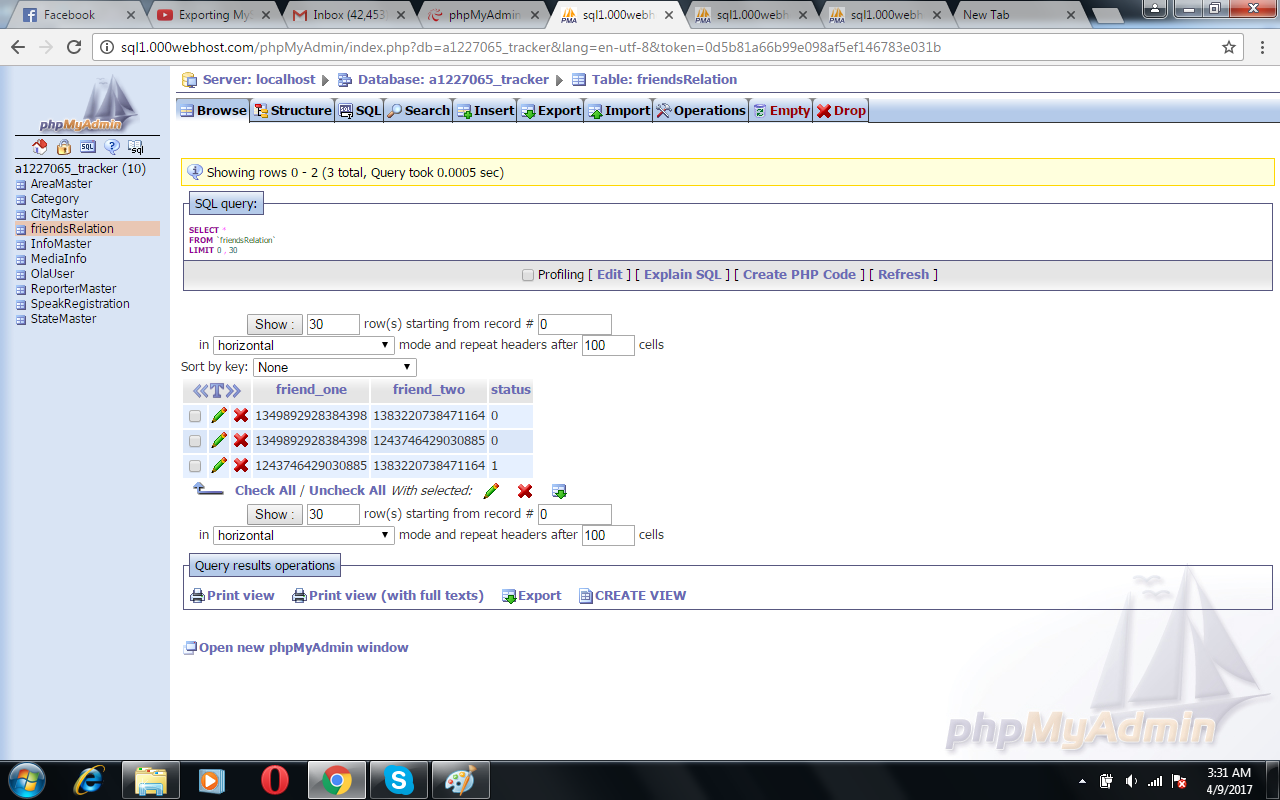 Facebook
Exporting My
Inbox (42,453)
phpMyAdmin
sql1.000webh
sql1.000webh
sql1.000webh
New Tab
sql1.000webhost.com/phpMyAdmin/index.php?db=a1227065_tracker&lang=en-utf-8&token=0d5b81a66b99e098af5ef146783e031b
phpMyAdmin
SQL
sql
a1227065_tracker (10)
AreaMaster
Category
CityMaster
friendsRelation
InfoMaster
MediaInfo
OlaUser
ReporterMaster
SpeakRegistration
StateMaster
Server: localhost Database: a1227065_tracker Table: friendsRelation
Browse Structure SQL Search Insert Export Import Operations Empty Drop
Showing rows 0 - 2 (3 total, Query took 0.0005 sec)
SQL query:
SELECT *
FROM `friendsRelation`
LIMIT 0 , 30
Profiling [ Edit ] [ Explain SQL ] [ Create PHP Code ] [ Refresh ]
Show : 30 row(s) starting from record # 0
in horizontal mode and repeat headers after 100 cells
Sort by key: None
T friend_one friend_two status
1349892928384398 1383220738471164 0
1349892928384398 1243746429030885 0
1243746429030885 1383220738471164 1
Check All / Uncheck All With selected:
Show : 30 row(s) starting from record # 0
in horizontal mode and repeat headers after 100 cells
Query results operations
Print view Print view (with full texts) Export CREATE VIEW
Open new phpMyAdmin window
phpMyAdmin
3:31 AM
4/9/2017